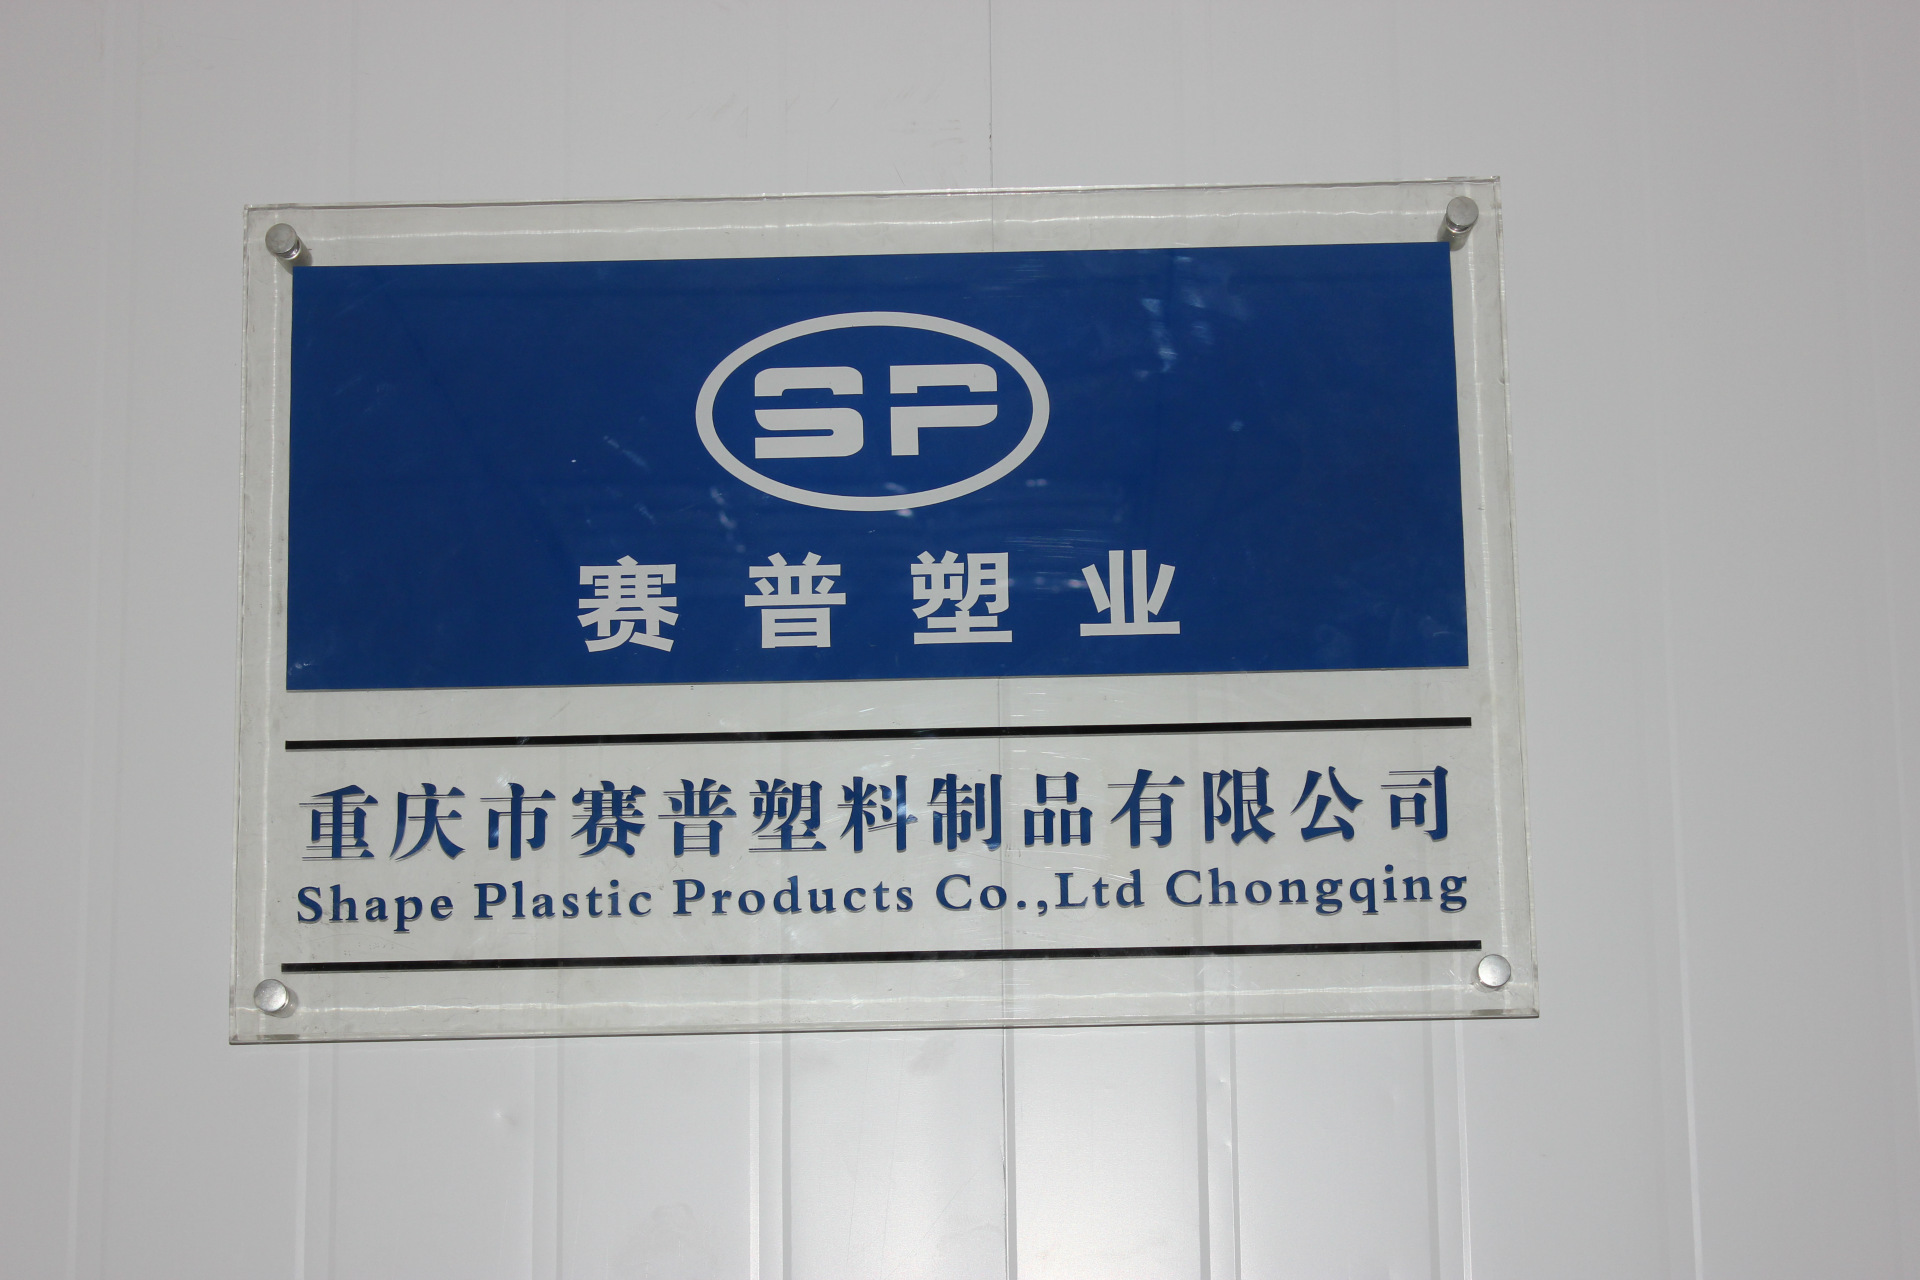 SP
赛普塑业
重庆市赛普塑料制品有限公司
Shape Plastic Products Co.,Ltd Chongqing